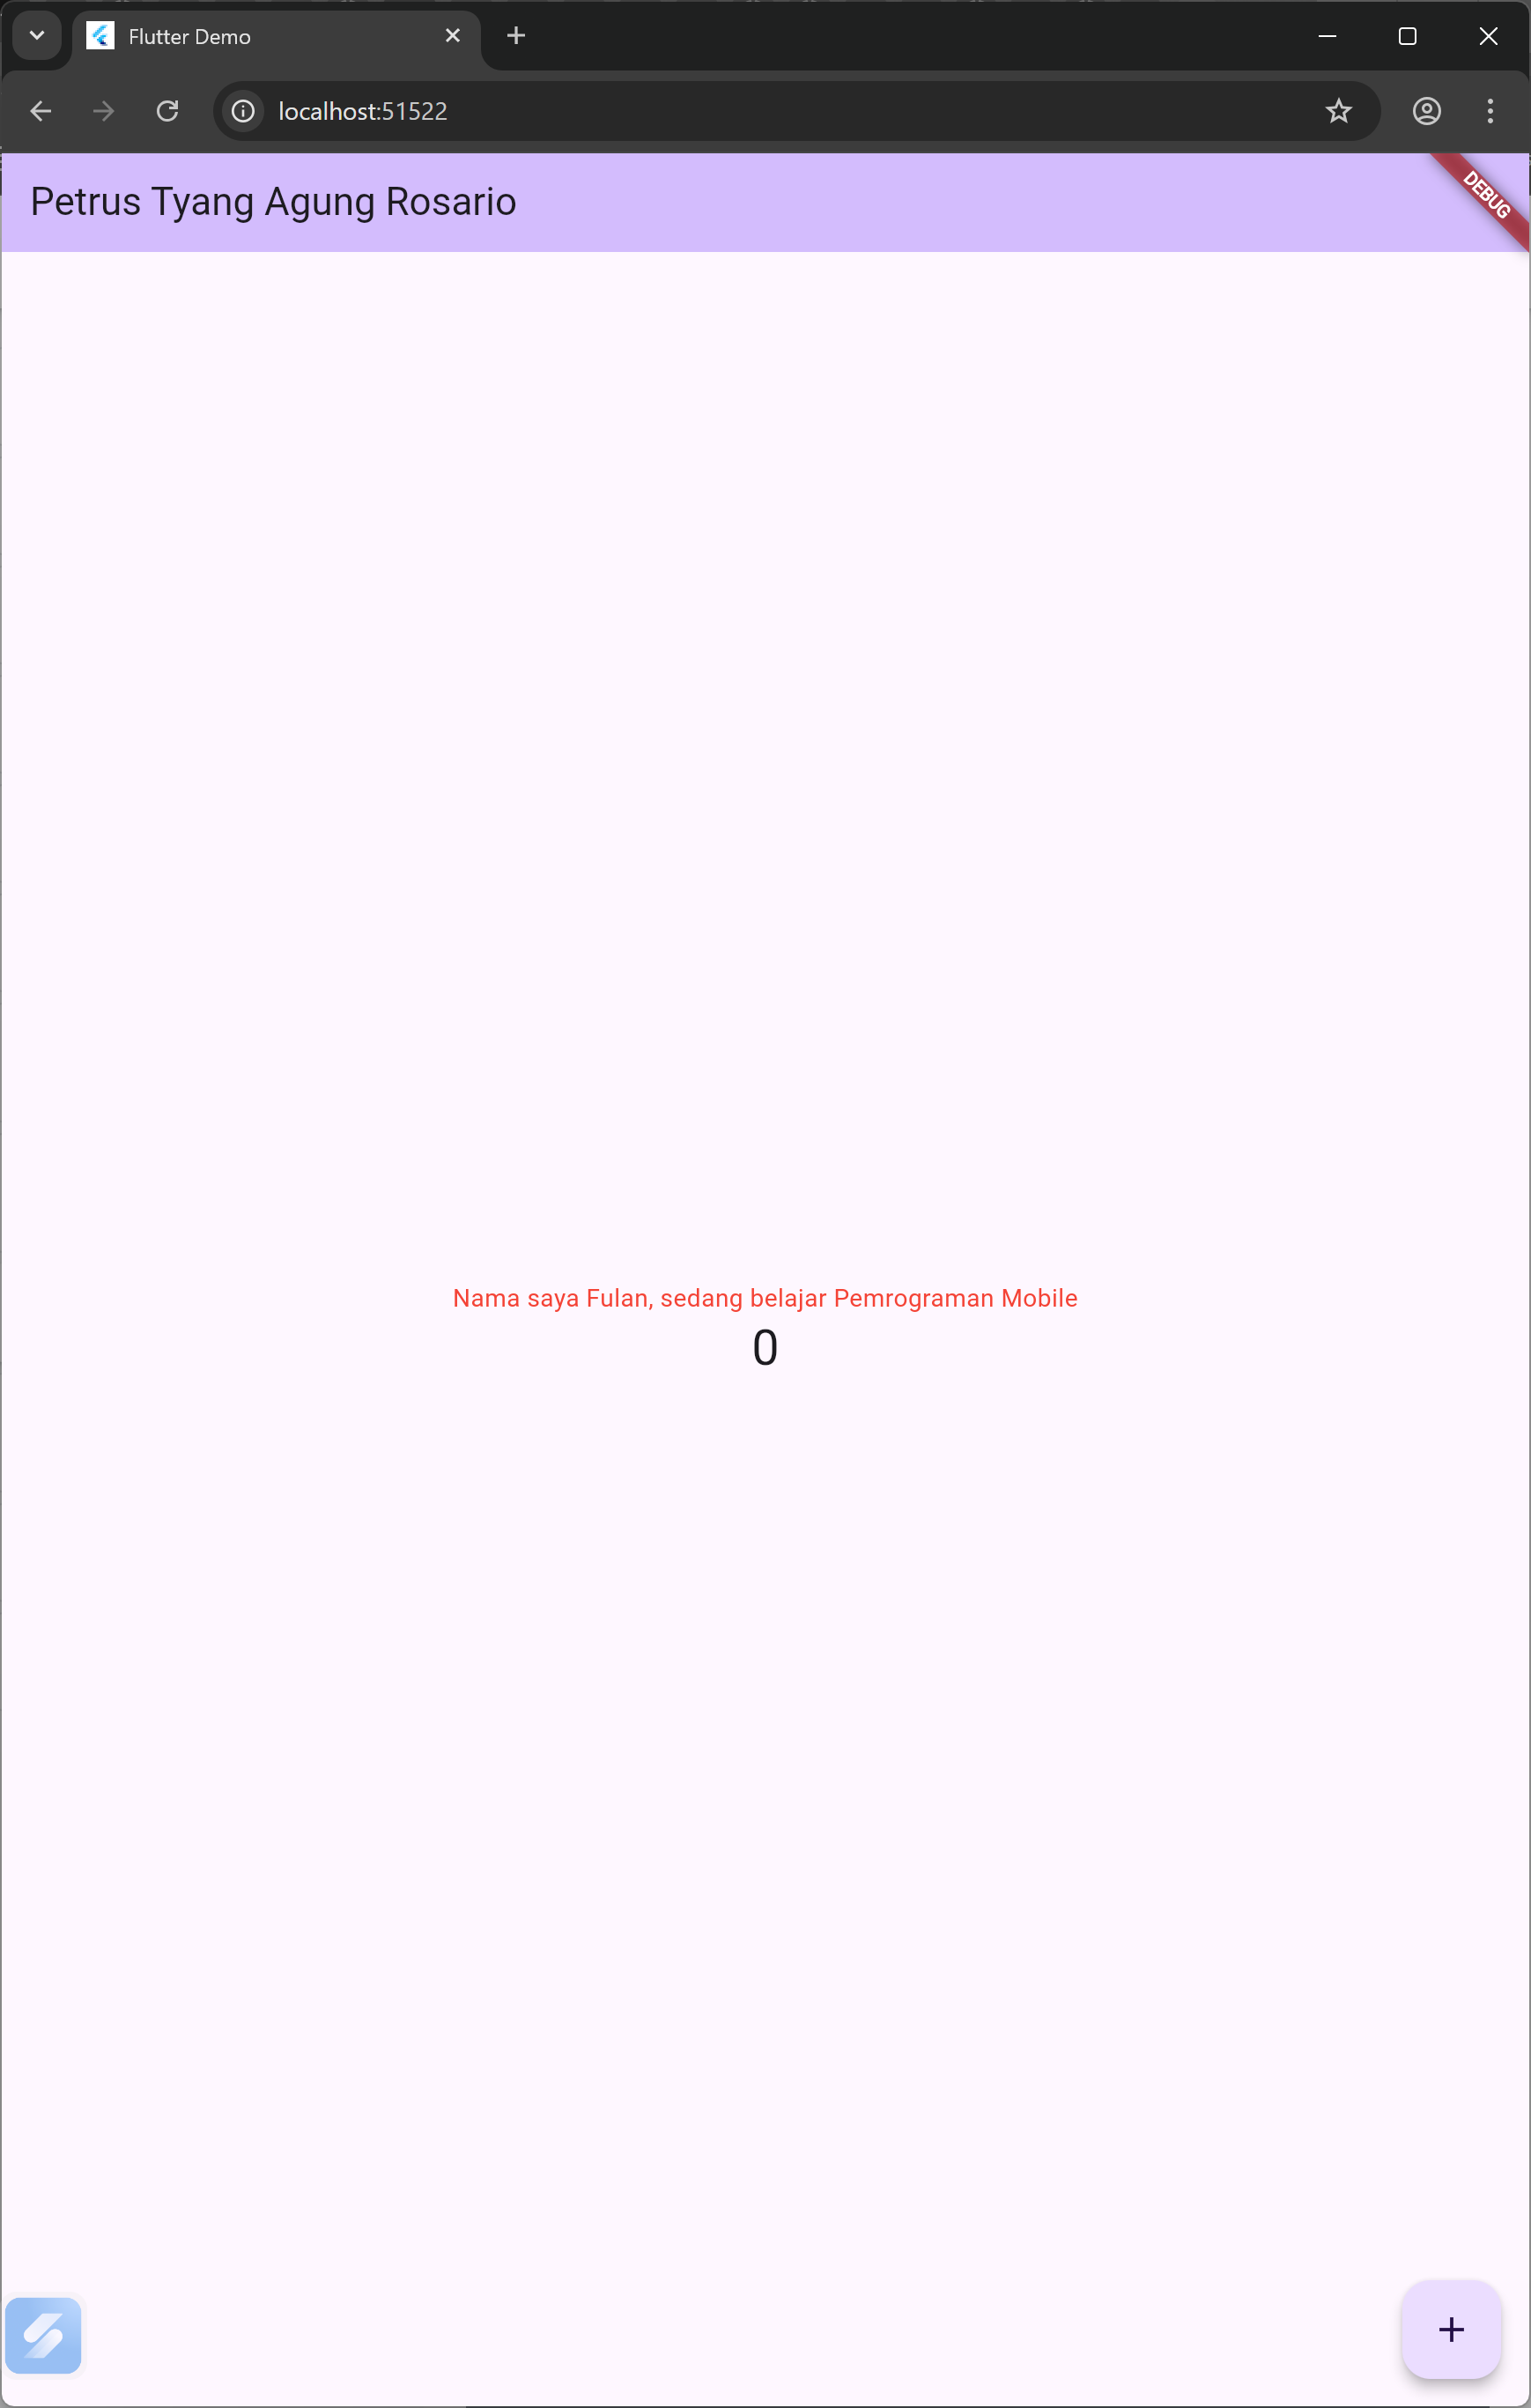 Flutter Demo
localhost:51522
Petrus Tyang Agung Rosario
DEBUG
Nama saya Fulan, sedang belajar Pemrograman Mobile
0